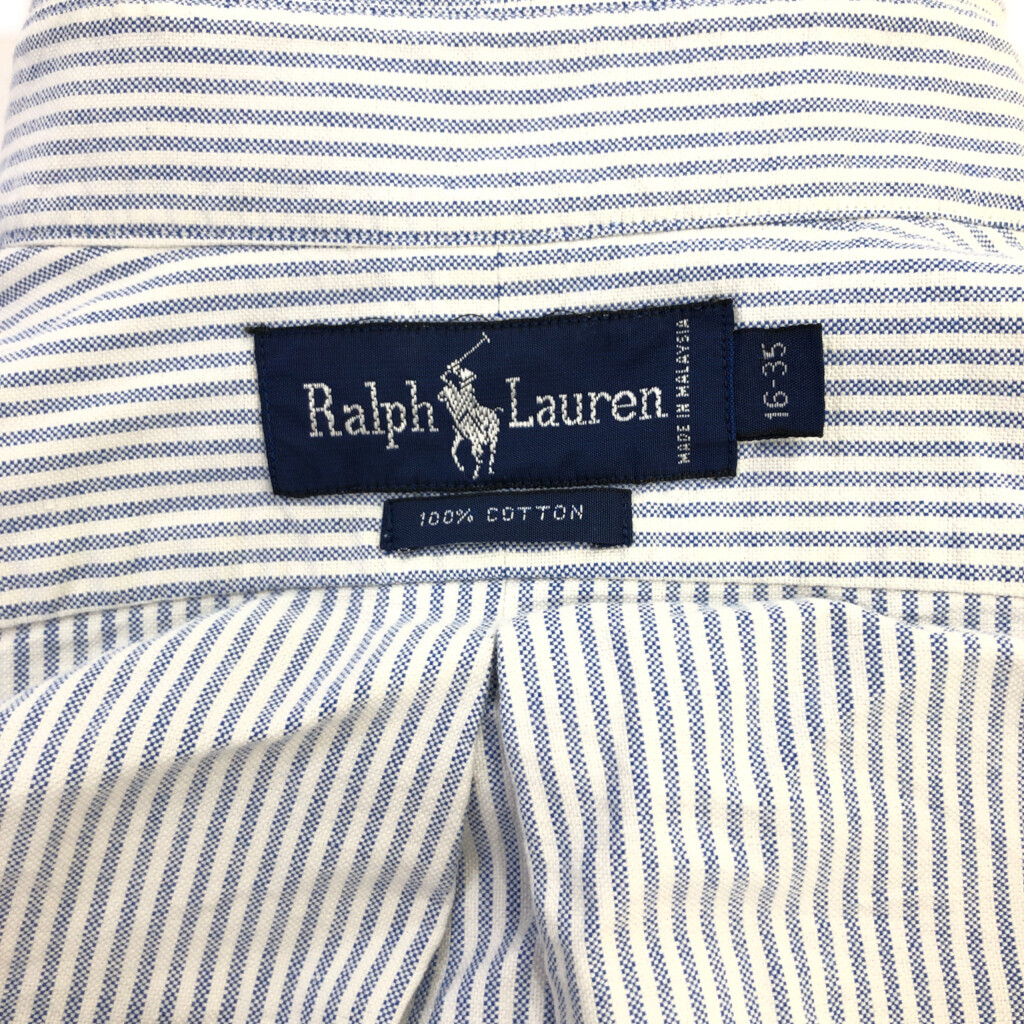 Ralph Lauren
MADE IN MALAYSIA
16-35
100% COTTON